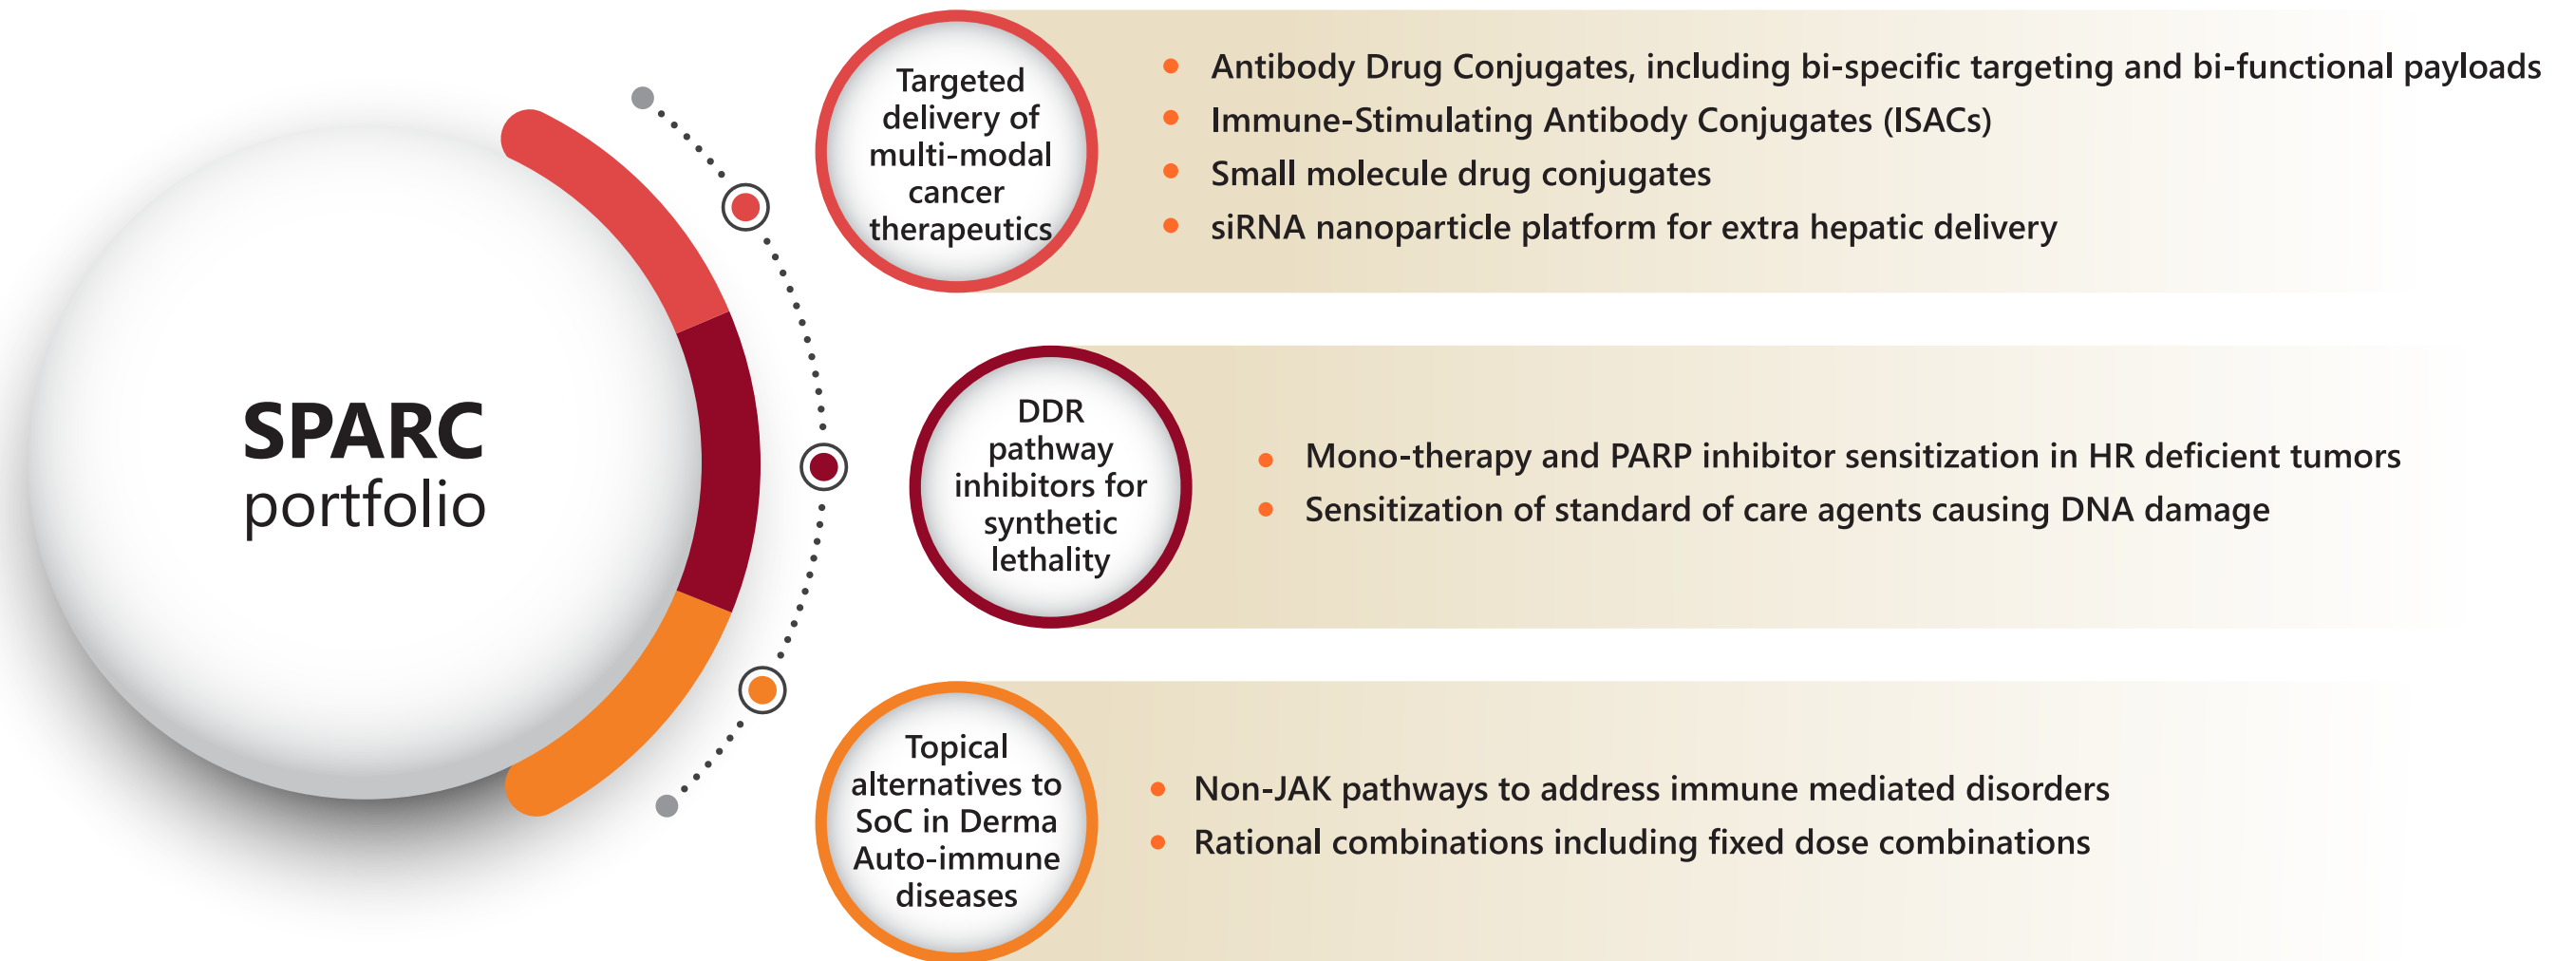 SPARC
portfolio
Targeted
delivery of
multi-modal
cancer
therapeutics
Antibody Drug Conjugates, including bi-specific targeting and bi-functional payloads
Immune-Stimulating Antibody Conjugates (ISACs)
Small molecule drug conjugates
siRNA nanoparticle platform for extra hepatic delivery
DDR
pathway
inhibitors for
synthetic
lethality
Mono-therapy and PARP inhibitor sensitization in HR deficient tumors
Sensitization of standard of care agents causing DNA damage
Topical
alternatives to
SoC in Derma
Auto-immune
diseases
Non-JAK pathways to address immune mediated disorders
Rational combinations including fixed dose combinations